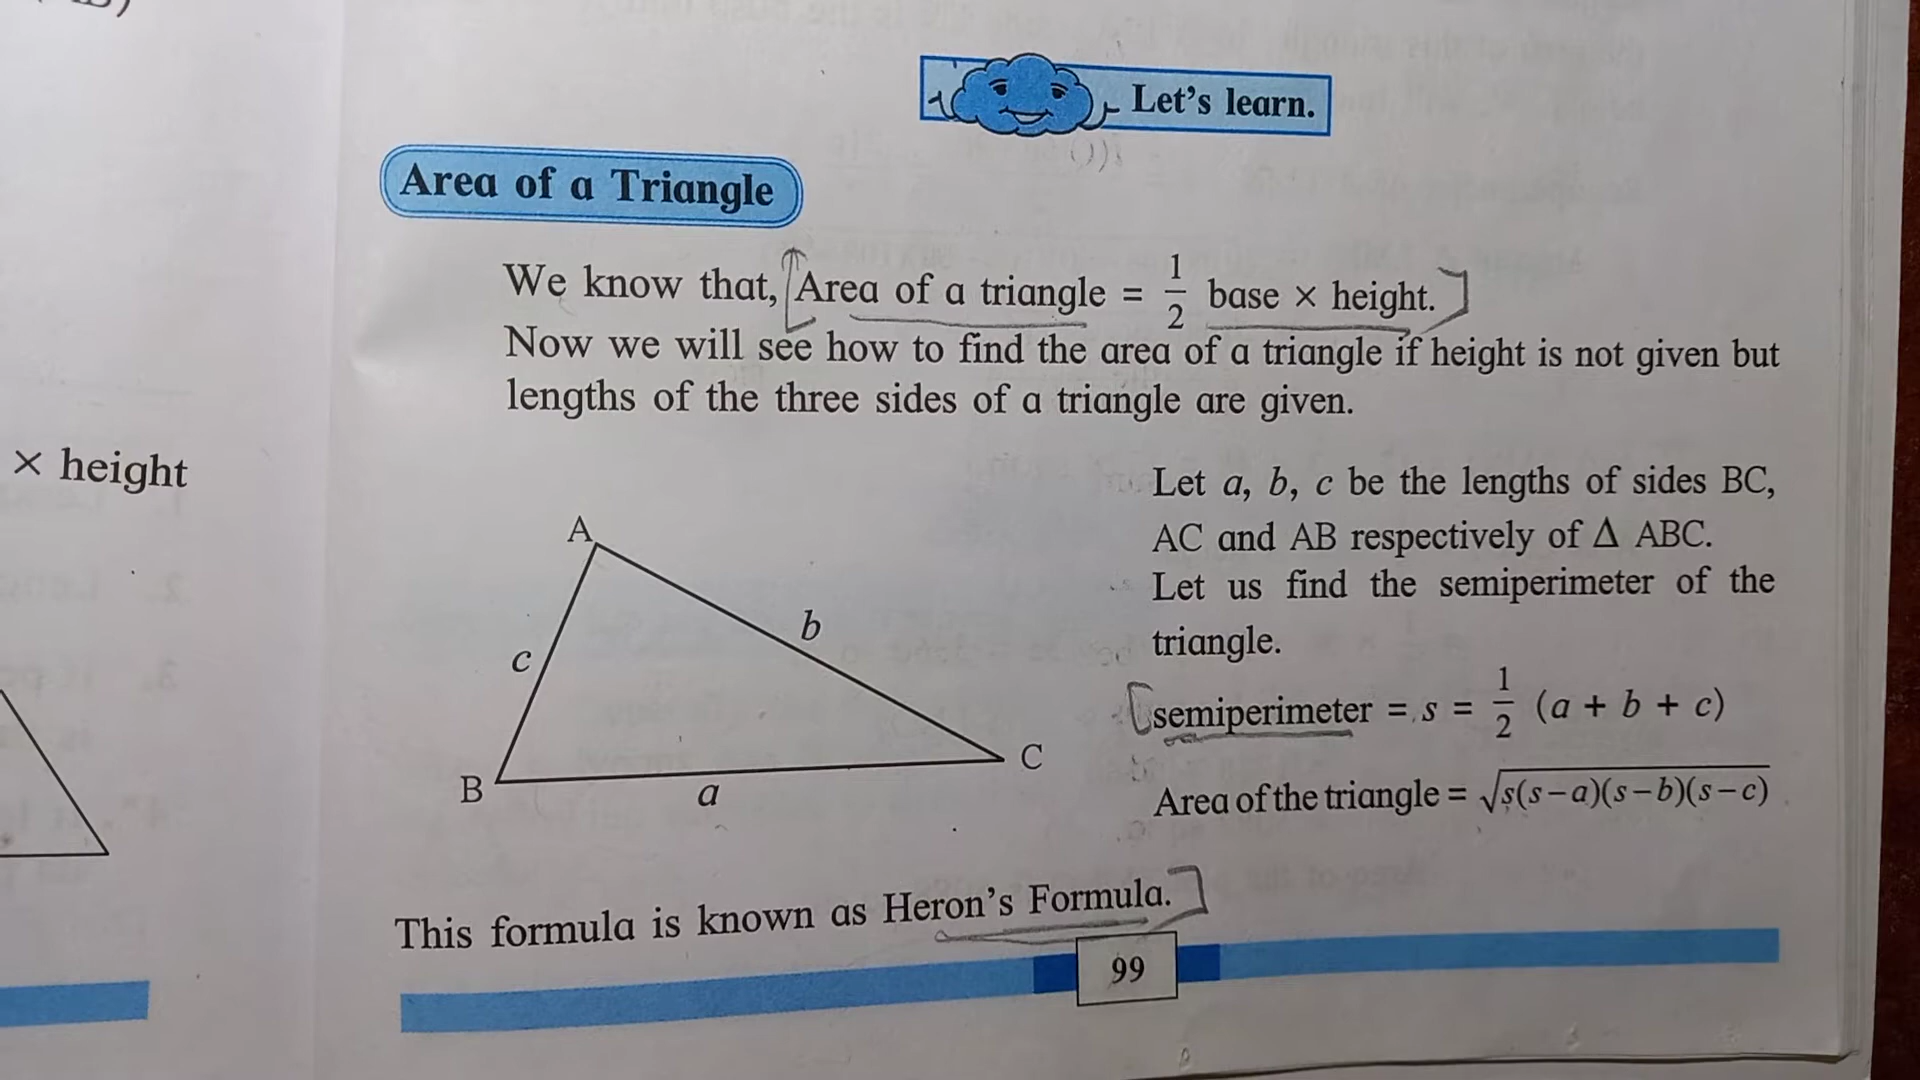 Let's learn.
Area of a Triangle
We know that, Area of a triangle = 1/2 base × height.
Now we will see how to find the area of a triangle if height is not given but
lengths of the three sides of a triangle are given.
× height
Let a, b, c be the lengths of sides BC,
AC and AB respectively of Δ ABC.
Let us find the semiperimeter of the
triangle.
semiperimeter = s = 1/2 (a + b + c)
Area of the triangle = √s(s−a)(s−b)(s−c)
A
b
c
B
a
C
This formula is known as Heron's Formula.
99